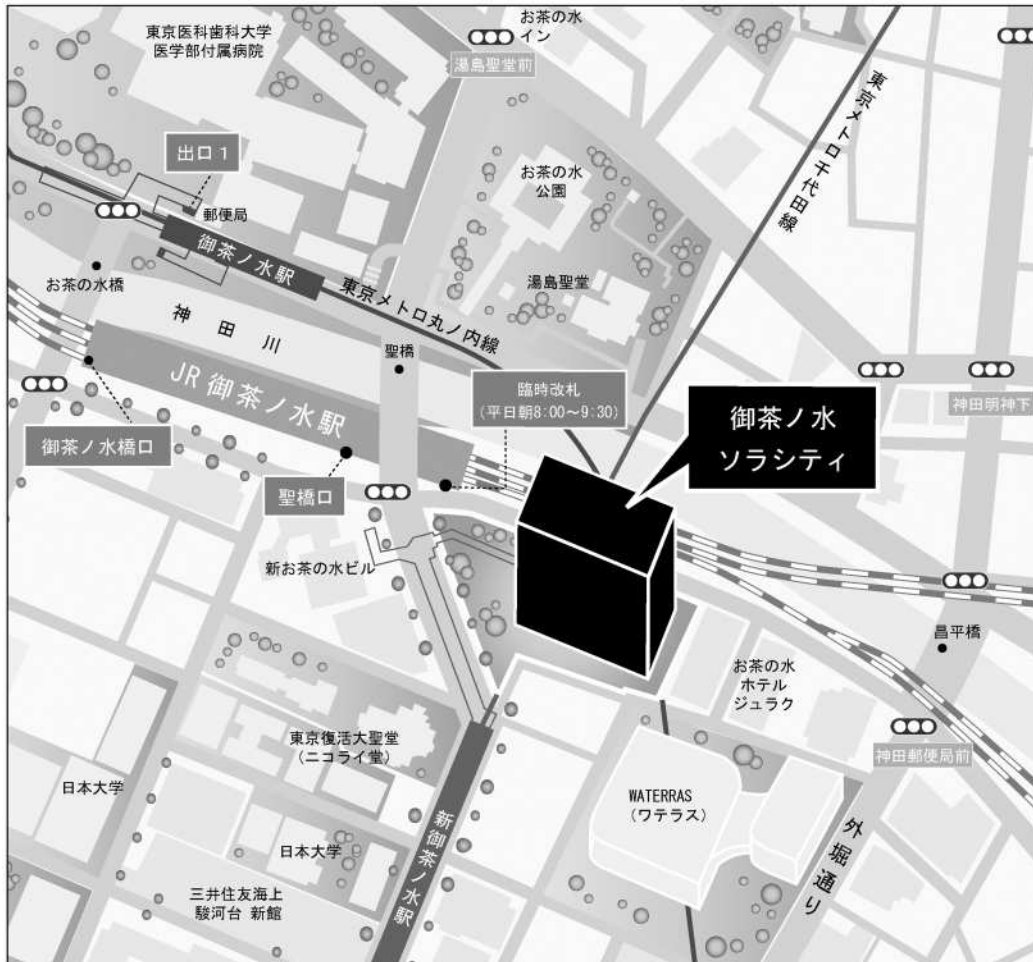 東京医科歯科大学
医学部付属病院
お茶の水
イン
湯島聖堂前
東京メトロ千代田線
出口1
郵便局
お茶の水
公園
御茶ノ水駅
お茶の水橋
湯島聖堂
東京メトロ丸ノ内線
神田川
聖橋
JR御茶ノ水駅
臨時改札
(平日朝8:00〜9:30)
御茶ノ水
ソラシティ
神田明神下
御茶ノ水橋口
聖橋口
新お茶の水ビル
昌平橋
お茶の水
ホテル
ジュラク
東京復活大聖堂
(ニコライ堂)
神田郵便局前
日本大学
WATERRAS
(ワテラス)
新御茶ノ水駅
外堀通り
日本大学
三井住友海上
駿河台 新館